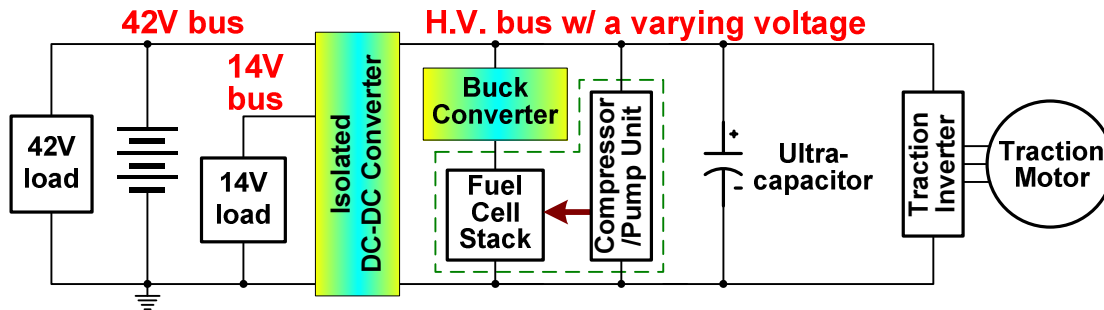 42V bus
H.V. bus w/ a varying voltage
14V
bus
42V
load
14V
load
Isolated
DC-DC Converter
Buck
Converter
Fuel
Cell
Stack
Compressor
/Pump Unit
+
-
Ultra-
capacitor
Traction
Inverter
Traction
Motor